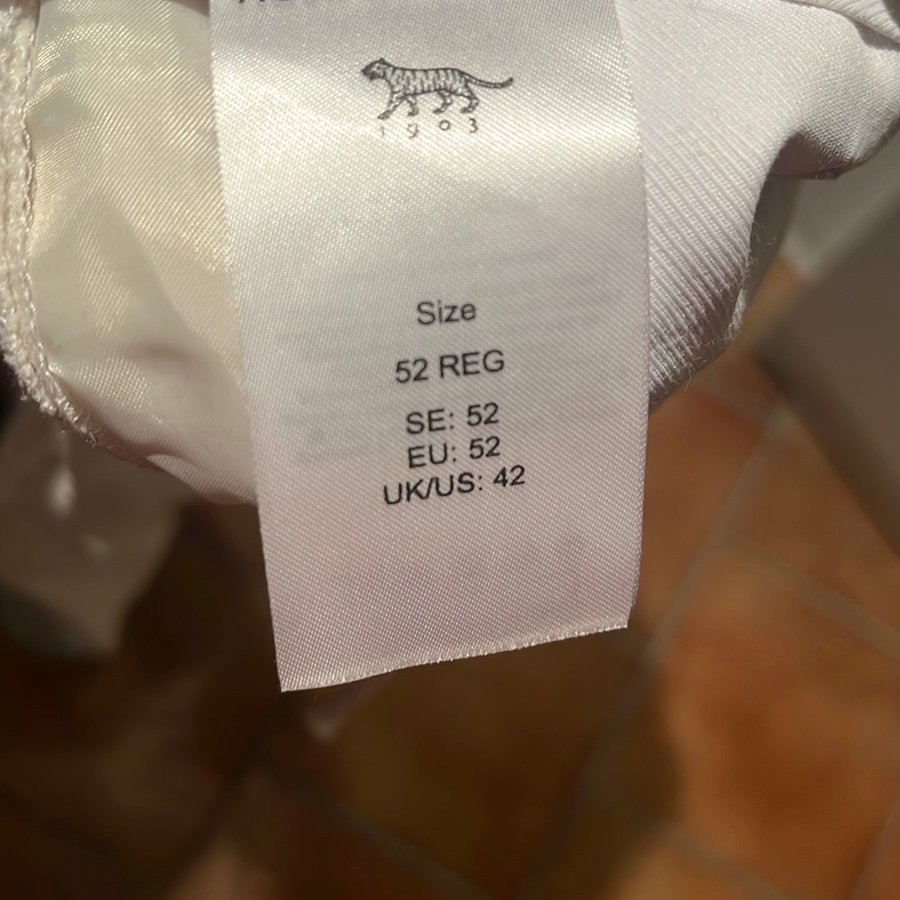 1903
Size
52 REG
SE: 52
EU: 52
UK/US: 42